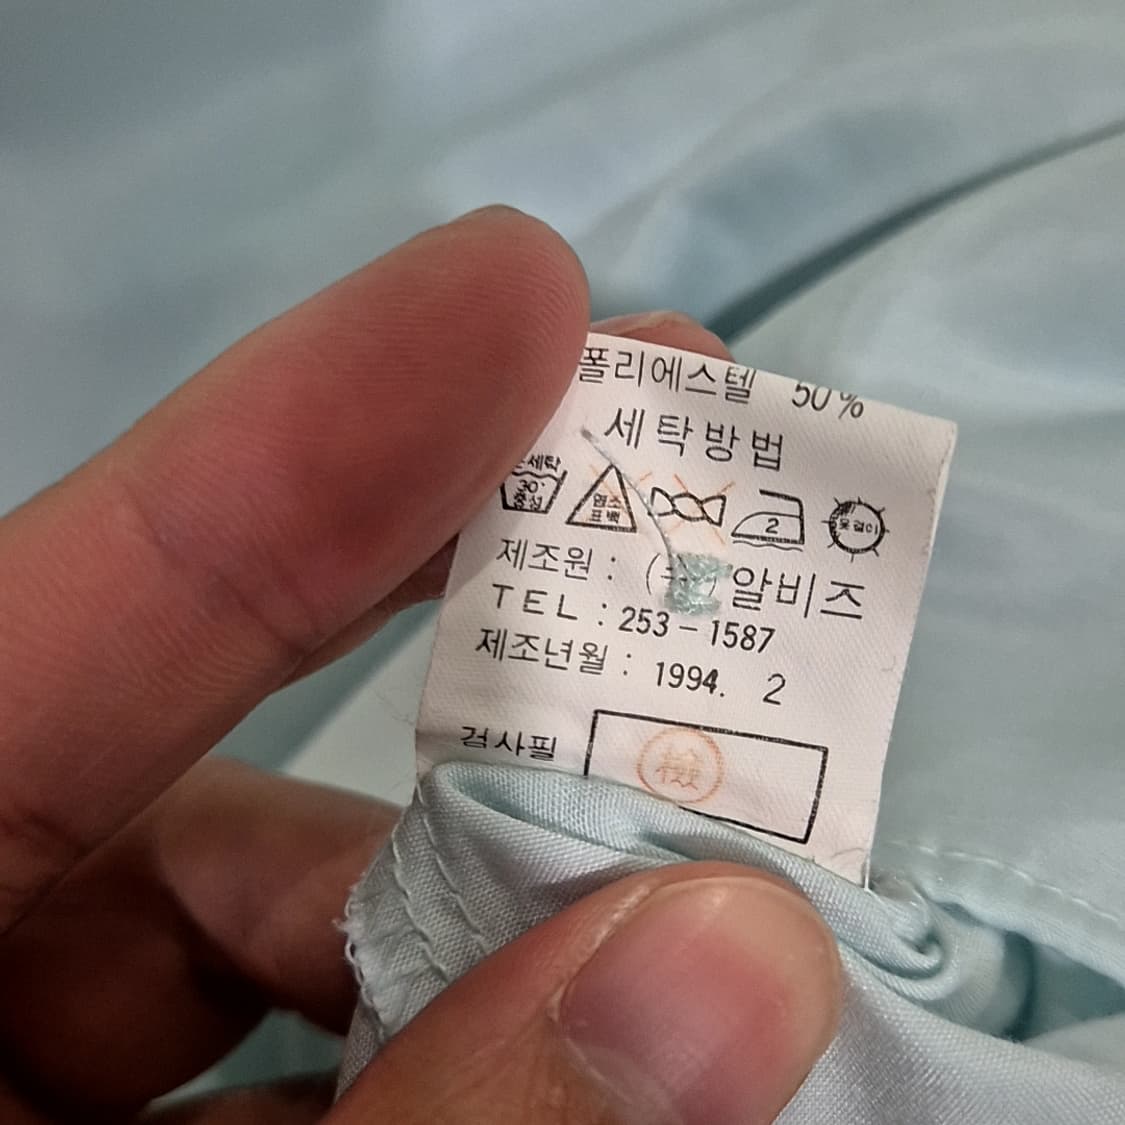 폴리에스텔 50%
세탁방법
손세탁
30° 중성
염소 표백
2
옷걸이
제조원 : (주) 알비즈
TEL : 253-1587
제조년월 : 1994. 2
검사필